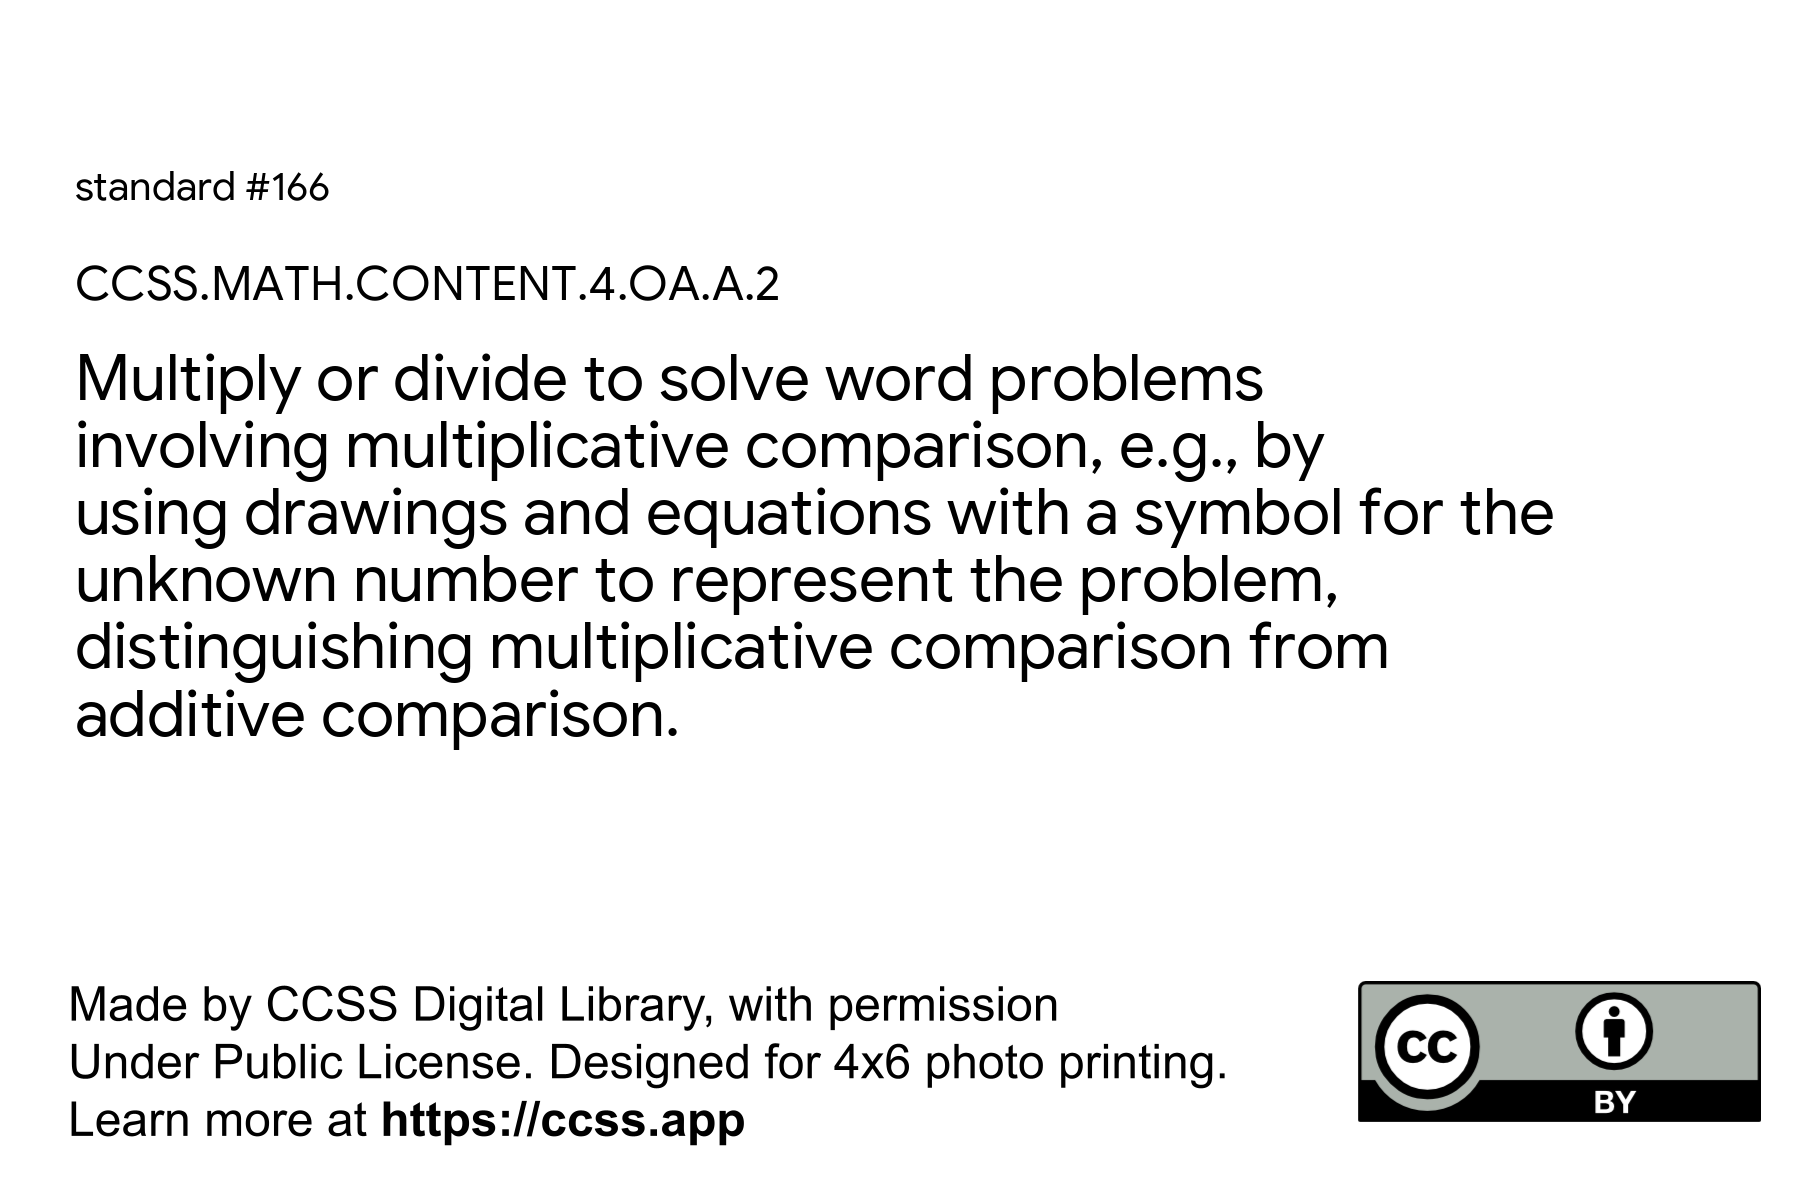 standard #166
CCSS.MATH.CONTENT.4.OA.A.2
Multiply or divide to solve word problems
involving multiplicative comparison, e.g., by
using drawings and equations with a symbol for the
unknown number to represent the problem,
distinguishing multiplicative comparison from
additive comparison.
Made by CCSS Digital Library, with permission
Under Public License. Designed for 4x6 photo printing.
Learn more at https://ccss.app
cc
BY